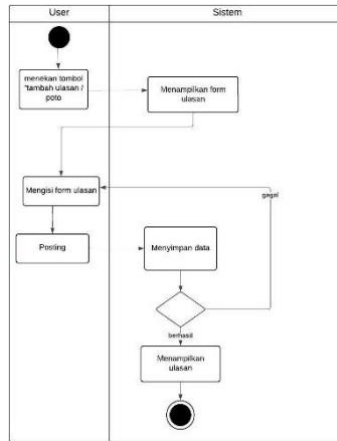 User
Sistem
menekan tombol
"tambah ulasan /
poto
Menampilkan form
ulasan
Mengisi form ulasan
gagal
Posting
Menyimpan data
berhasil
Menampilkan
ulasan